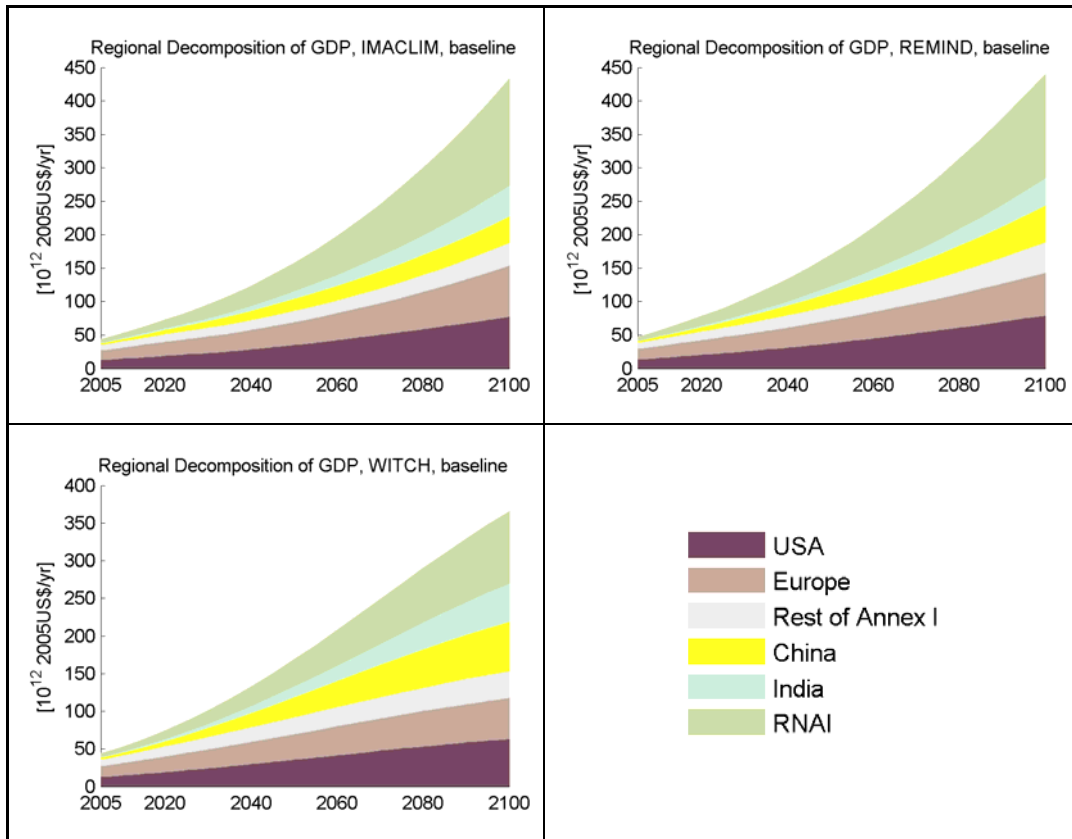 Regional Decomposition of GDP, IMACLIM, baseline
[10^12 2005US$/yr]
450
400
350
300
250
200
150
100
50
0
2005 2020 2040 2060 2080 2100
Regional Decomposition of GDP, REMIND, baseline
[10^12 2005US$/yr]
450
400
350
300
250
200
150
100
50
0
2005 2020 2040 2060 2080 2100
Regional Decomposition of GDP, WITCH, baseline
[10^12 2005US$/yr]
400
350
300
250
200
150
100
50
0
2005 2020 2040 2060 2080 2100
USA
Europe
Rest of Annex I
China
India
RNAI